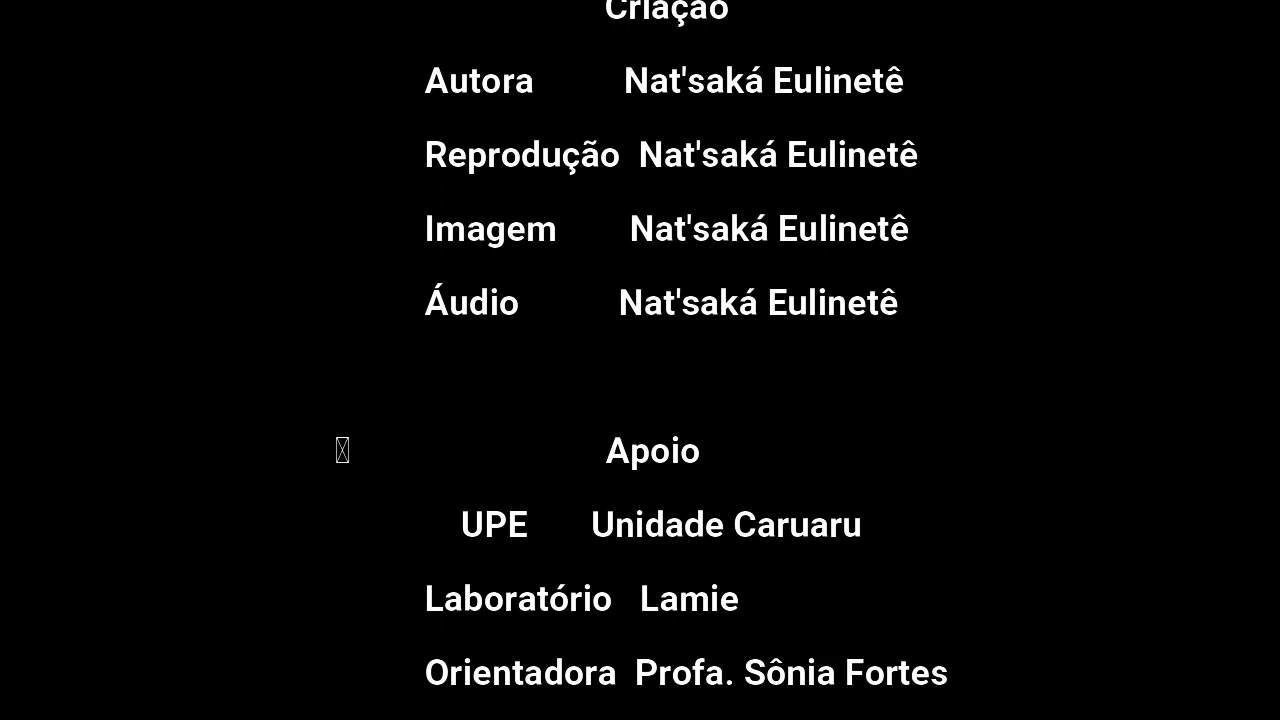 Criação
Autora Nat'saká Eulinetê
Reprodução Nat'saká Eulinetê
Imagem Nat'saká Eulinetê
Áudio Nat'saká Eulinetê
Apoio
UPE Unidade Caruaru
Laboratório Lamie
Orientadora Profa. Sônia Fortes